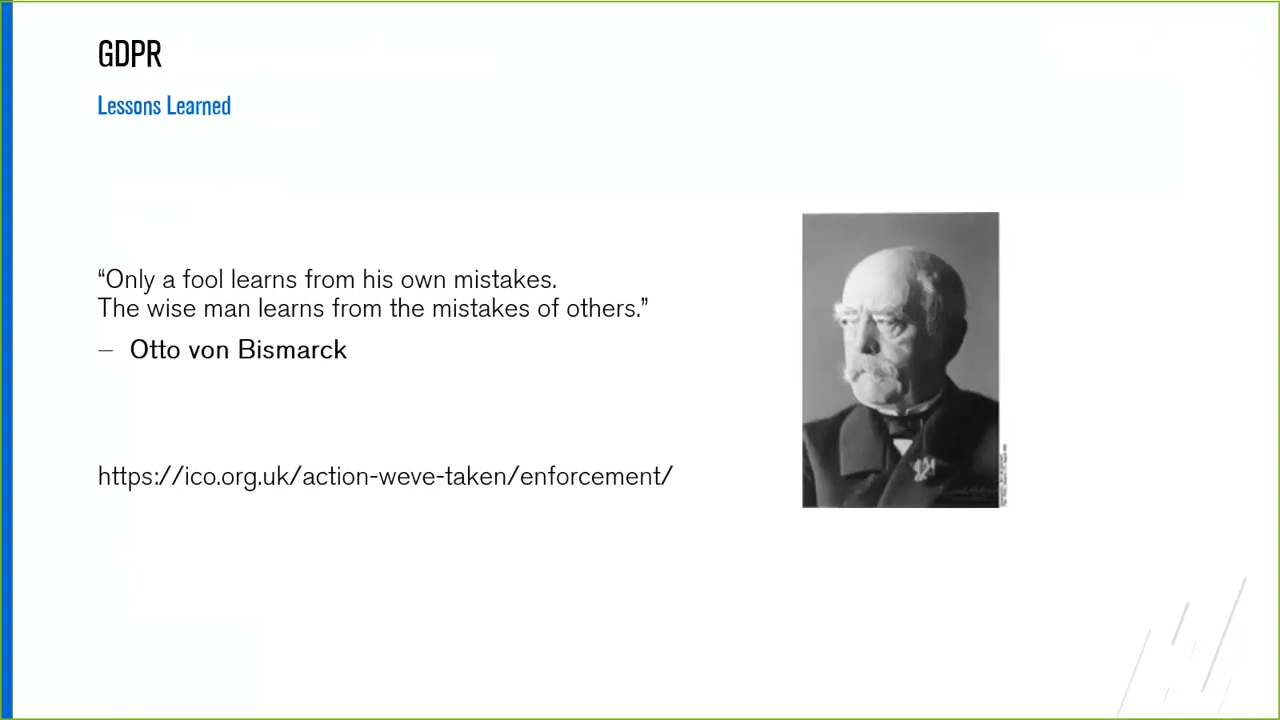 GDPR
Lessons Learned
“Only a fool learns from his own mistakes.
The wise man learns from the mistakes of others.”
– Otto von Bismarck
https://ico.org.uk/action-weve-taken/enforcement/